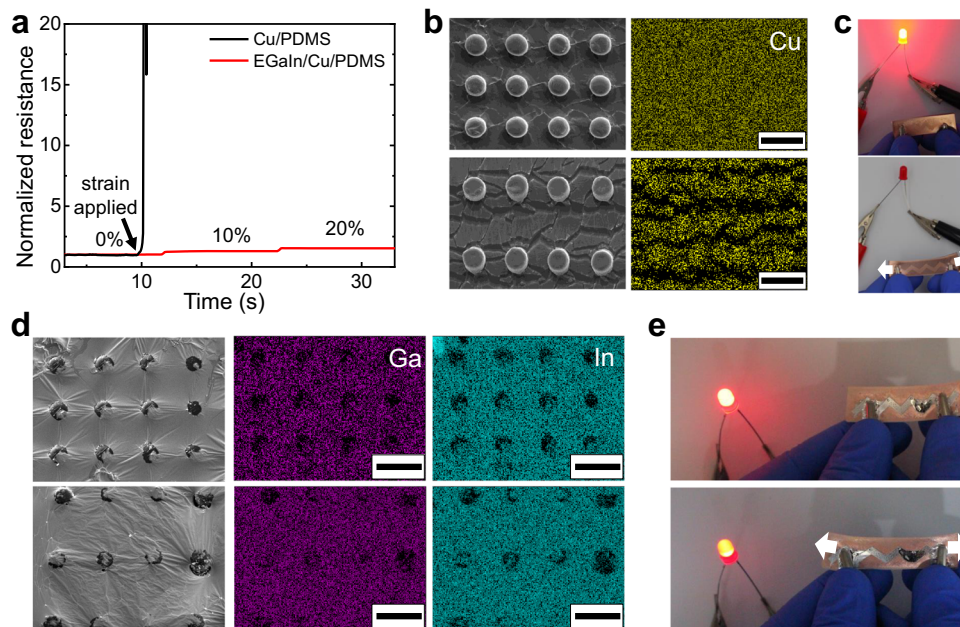 a
20
15
10
5
0
10
20
30
Normalized resistance
Time (s)
Cu/PDMS
EGaIn/Cu/PDMS
strain
applied
0%
10%
20%
b
Cu
c
d
Ga
In
e